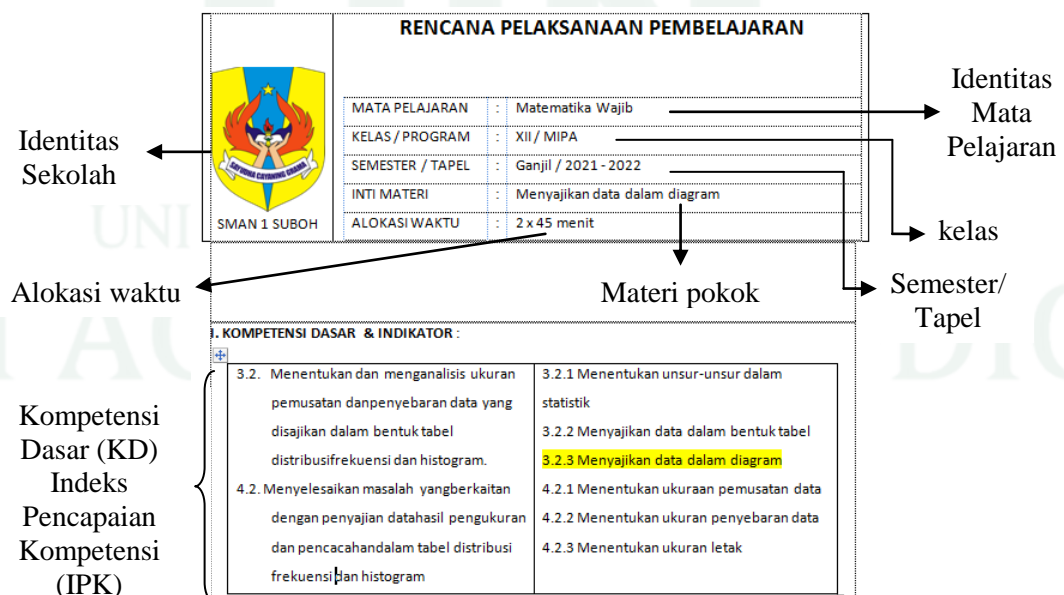 RENCANA PELAKSANAAN PEMBELAJARAN
MATA PELAJARAN : Matematika Wajib
KELAS / PROGRAM : XII / MIPA
SEMESTER / TAPEL : Ganjil / 2021 - 2022
INTI MATERI : Menyajikan data dalam diagram
ALOKASI WAKTU : 2 x 45 menit
SMAN 1 SUBOH
Identitas
Sekolah
Identitas
Mata
Pelajaran
kelas
Semester/
Tapel
Alokasi waktu
Materi pokok
I. KOMPETENSI DASAR & INDIKATOR :
Kompetensi
Dasar (KD)
Indeks
Pencapaian
Kompetensi
(IPK)
3.2. Menentukan dan menganalisis ukuran
pemusatan danpenyebaran data yang
disajikan dalam bentuk tabel
distribusifrekuensi dan histogram.
4.2. Menyelesaikan masalah yangberkaitan
dengan penyajian datahasil pengukuran
dan pencacahandalam tabel distribusi
frekuensi dan histogram
3.2.1 Menentukan unsur-unsur dalam
statistik
3.2.2 Menyajikan data dalam bentuk tabel
3.2.3 Menyajikan data dalam diagram
4.2.1 Menentukan ukuraan pemusatan data
4.2.2 Menentukan ukuran penyebaran data
4.2.3 Menentukan ukuran letak